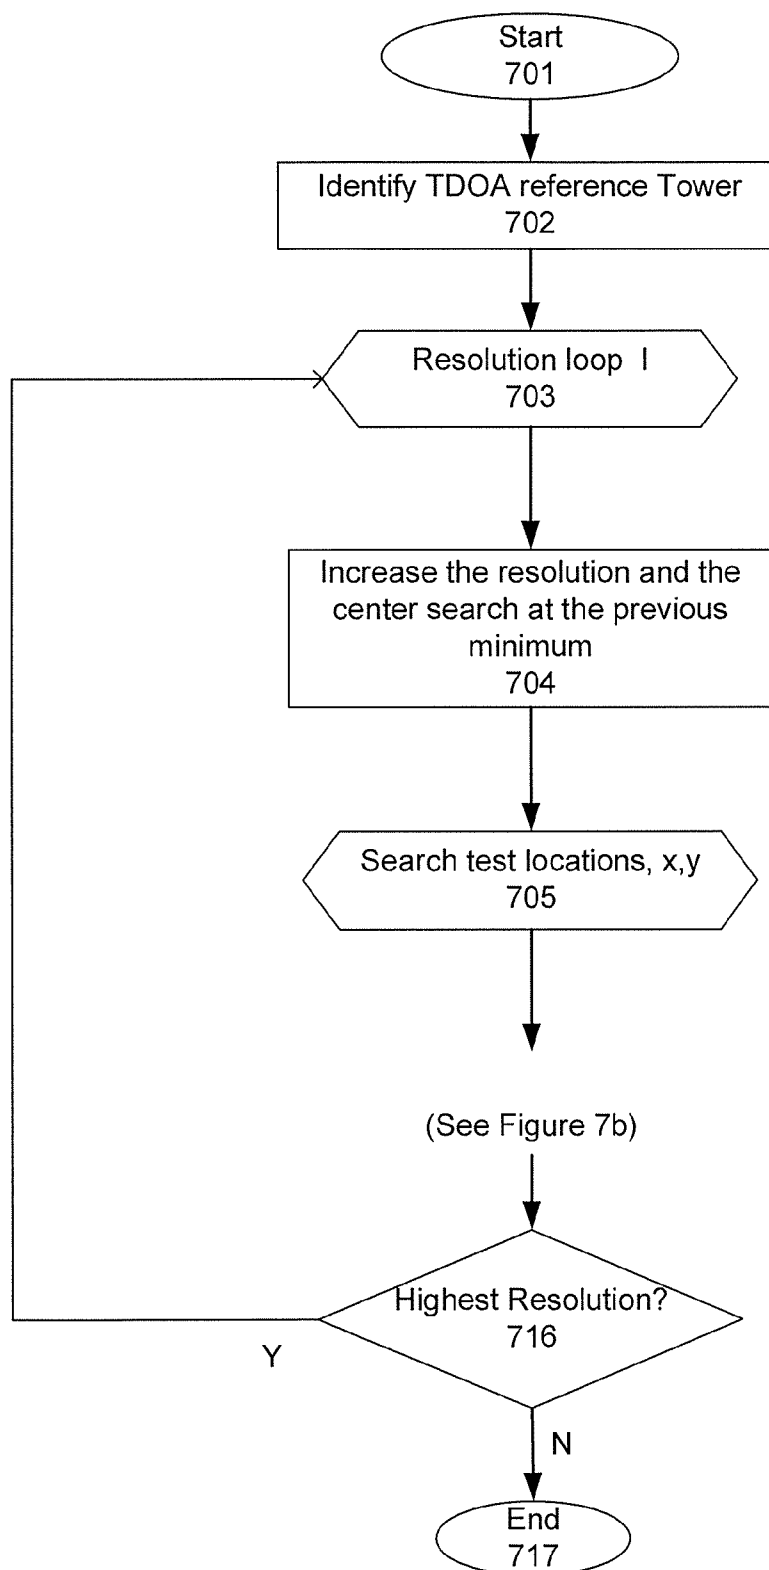 Start
701
Identify TDOA reference Tower
702
Resolution loop I
703
Increase the resolution and the
center search at the previous
minimum
704
Search test locations, x,y
705
(See Figure 7b)
Highest Resolution?
716
Y
N
End
717